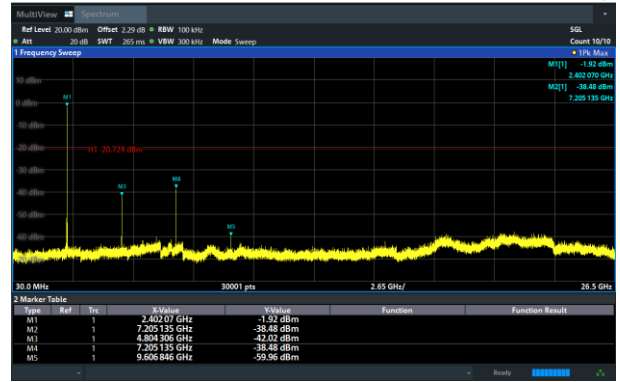 MultiView Spectrum
Ref Level 20.00 dBm Offset 2.29 dB RBW 100 kHz SGL
Att 20 dB SWT 265 ms VBW 300 kHz Mode Sweep Count 10/10
1 Frequency Sweep 1Pk Max
M1[1] -1.92 dBm
2.402 070 GHz
M2[1] -38.48 dBm
7.205 135 GHz
10 dBm
0 dBm
M1
-10 dBm
-20 dBm
H1 -20.724 dBm
-30 dBm
M4
M3
-40 dBm
-50 dBm
M5
-60 dBm
30.0 MHz 30001 pts 2.65 GHz/ 26.5 GHz
2 Marker Table
Type Ref Trc X-Value Y-Value Function Function Result
M1 1 2.402 07 GHz -1.92 dBm
M2 1 7.205 135 GHz -38.48 dBm
M3 1 4.804 306 GHz -42.02 dBm
M4 1 7.205 135 GHz -38.48 dBm
M5 1 9.606 846 GHz -59.96 dBm
Ready